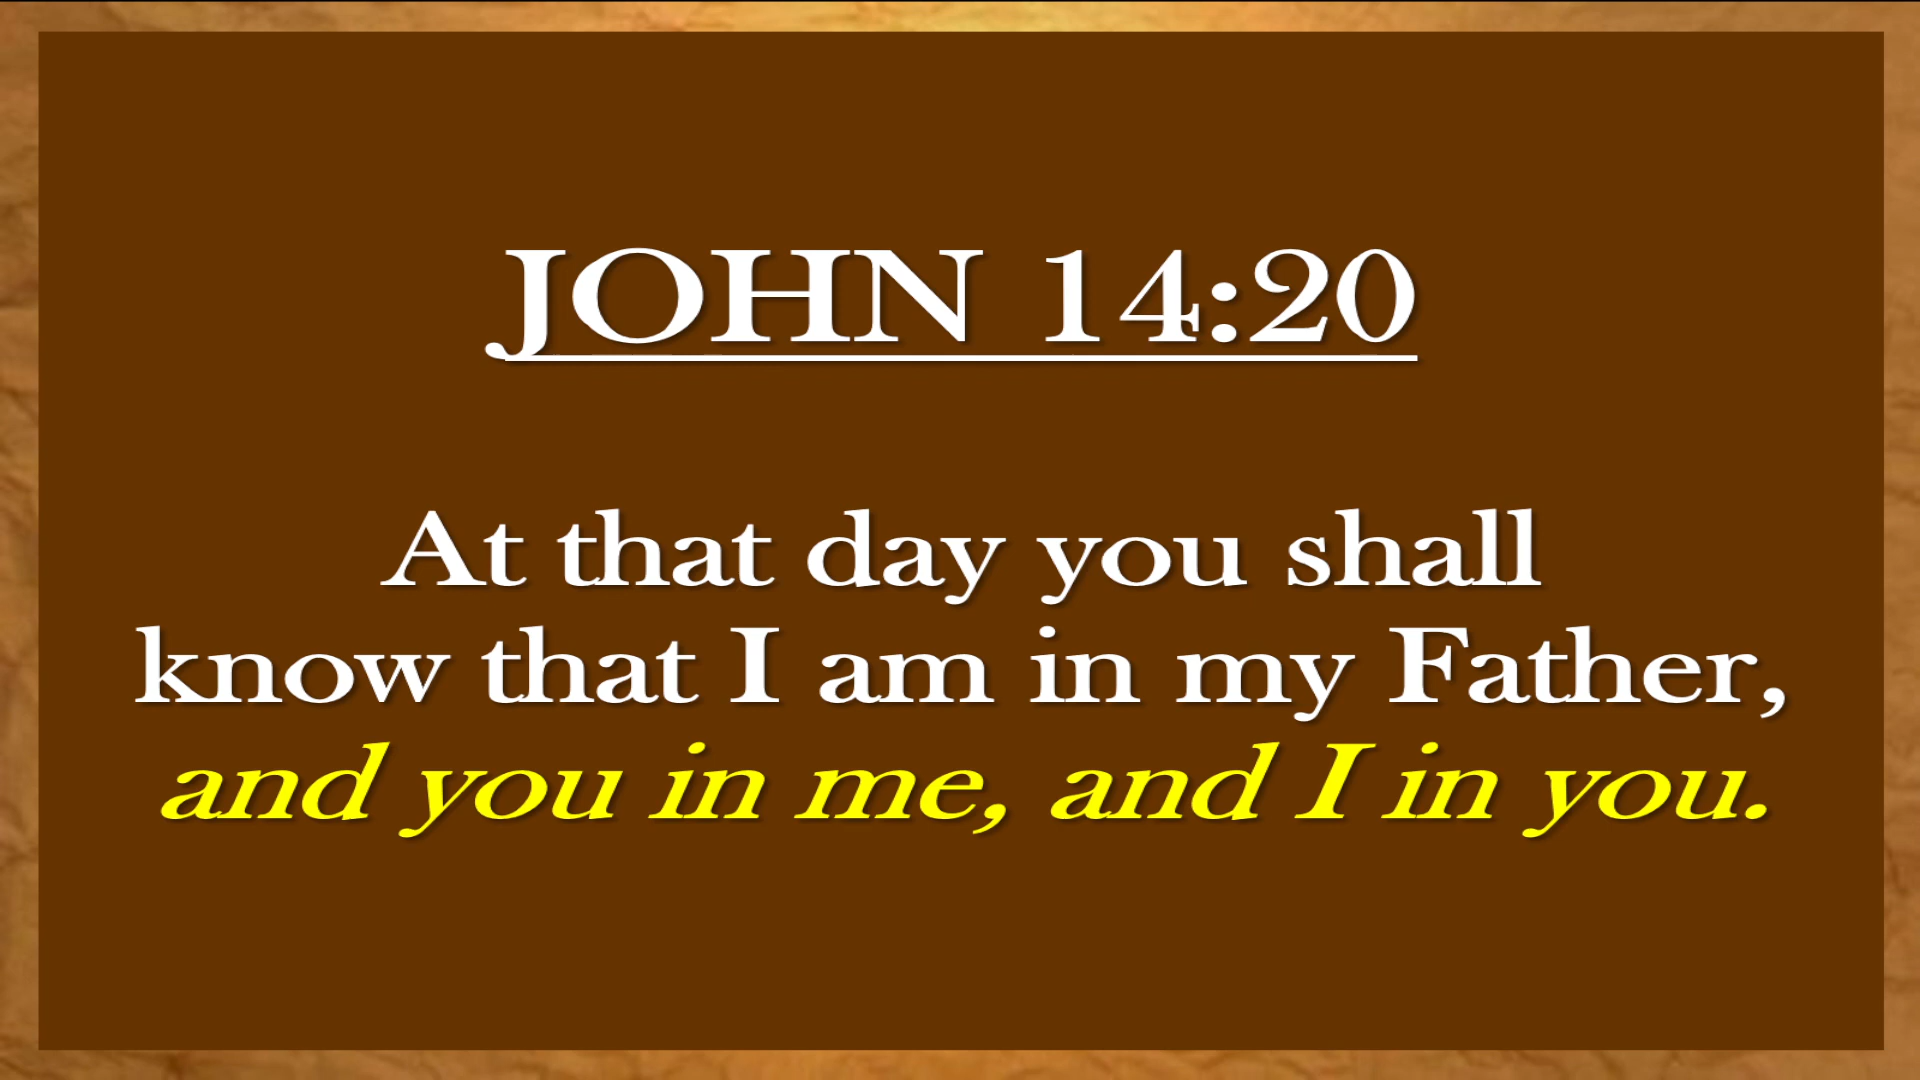 JOHN 14:20
At that day you shall
know that I am in my Father,
and you in me, and I in you.